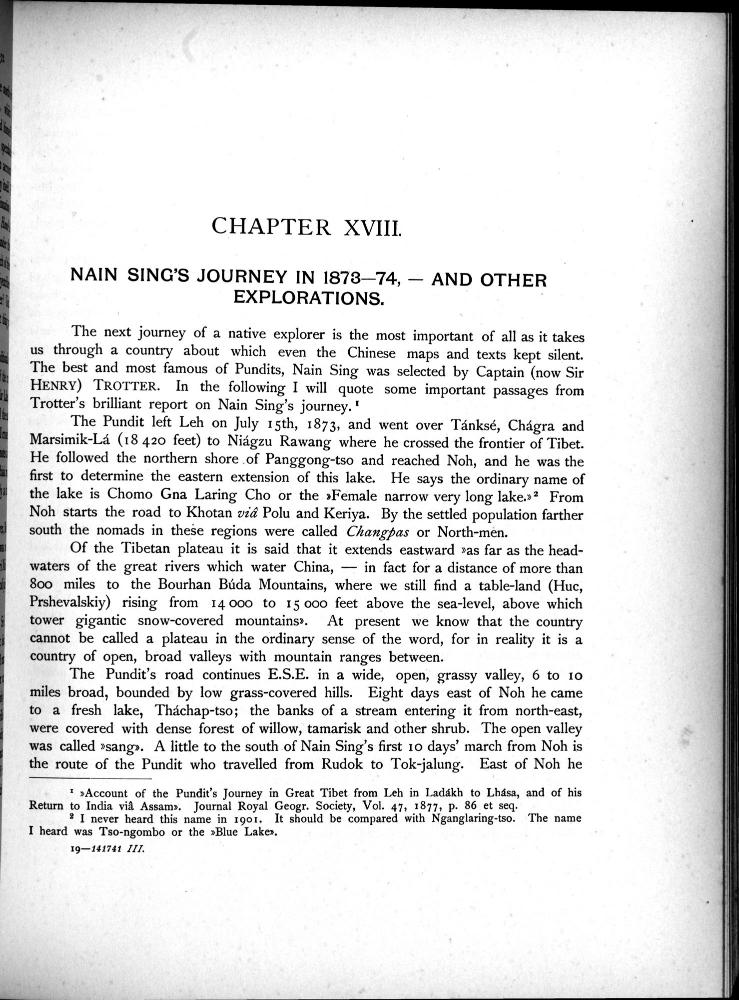 CHAPTER XVIII.
NAIN SING'S JOURNEY IN 1873—74, — AND OTHER
EXPLORATIONS.
The next journey of a native explorer is the most important of all as it takes
us through a country about which even the Chinese maps and texts kept silent.
The best and most famous of Pundits, Nain Sing was selected by Captain (now Sir
HENRY) TROTTER. In the following I will quote some important passages from
Trotter's brilliant report on Nain Sing's journey.¹
The Pundit left Leh on July 15th, 1873, and went over Tánksé, Chágra and
Marsimik-Lá (18 420 feet) to Niágzu Rawang where he crossed the frontier of Tibet.
He followed the northern shore of Panggong-tso and reached Noh, and he was the
first to determine the eastern extension of this lake. He says the ordinary name of
the lake is Chomo Gna Laring Cho or the »Female narrow very long lake.»² From
Noh starts the road to Khotan viâ Polu and Keriya. By the settled population farther
south the nomads in these regions were called Changpas or North-men.
Of the Tibetan plateau it is said that it extends eastward »as far as the head-
waters of the great rivers which water China, — in fact for a distance of more than
800 miles to the Bourhan Búda Mountains, where we still find a table-land (Huc,
Prshevalskiy) rising from 14 000 to 15 000 feet above the sea-level, above which
tower gigantic snow-covered mountains». At present we know that the country
cannot be called a plateau in the ordinary sense of the word, for in reality it is a
country of open, broad valleys with mountain ranges between.
The Pundit's road continues E.S.E. in a wide, open, grassy valley, 6 to 10
miles broad, bounded by low grass-covered hills. Eight days east of Noh he came
to a fresh lake, Tháchap-tso; the banks of a stream entering it from north-east,
were covered with dense forest of willow, tamarisk and other shrub. The open valley
was called »sang». A little to the south of Nain Sing's first 10 days' march from Noh is
the route of the Pundit who travelled from Rudok to Tok-jalung. East of Noh he
¹ »Account of the Pundit's Journey in Great Tibet from Leh in Ladákh to Lhása, and of his
Return to India viâ Assam». Journal Royal Geogr. Society, Vol. 47, 1877, p. 86 et seq.
² I never heard this name in 1901. It should be compared with Nganglaring-tso. The name
I heard was Tso-ngombo or the »Blue Lake».
19—141741 III.